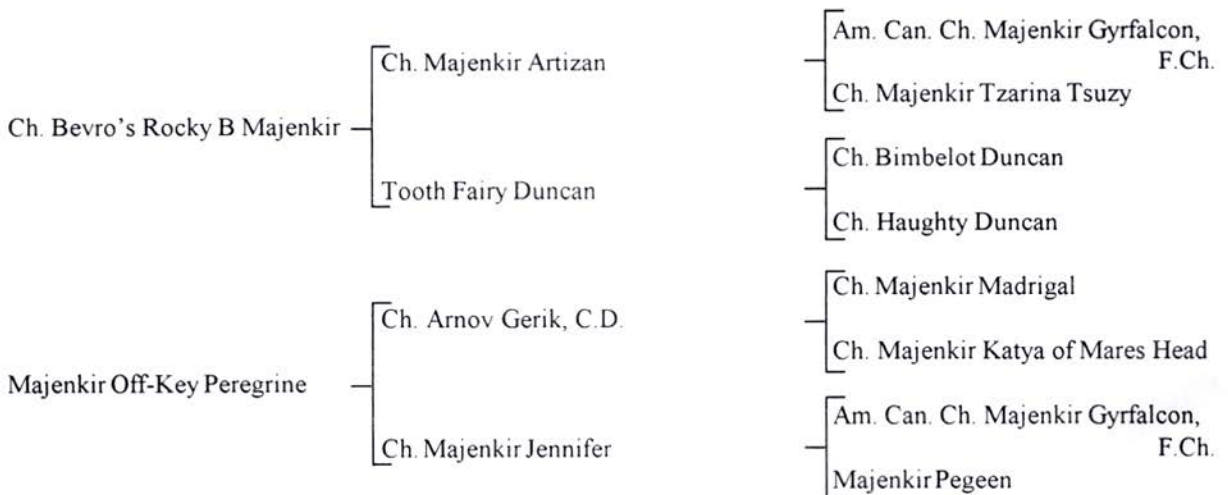 Am. Can. Ch. Majenkir Gyrfalcon,
F.Ch.
Ch. Majenkir Artizan
Ch. Majenkir Tzarina Tsuzy
Ch. Bevro's Rocky B Majenkir
Ch. Bimbelot Duncan
Tooth Fairy Duncan
Ch. Haughty Duncan
Ch. Majenkir Madrigal
Ch. Arnov Gerik, C.D.
Ch. Majenkir Katya of Mares Head
Majenkir Off-Key Peregrine
Am. Can. Ch. Majenkir Gyrfalcon,
F.Ch.
Ch. Majenkir Jennifer
Majenkir Pegeen